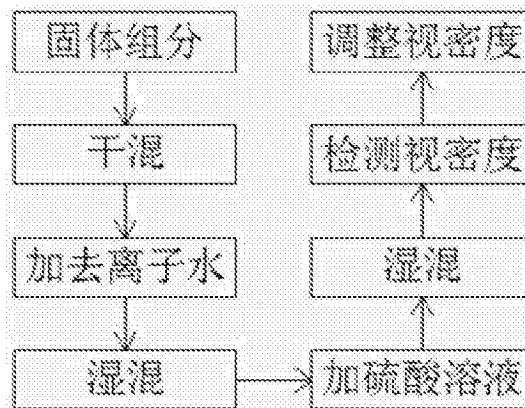 固体组分
干混
加去离子水
湿混
加硫酸溶液
湿混
检测视密度
调整视密度